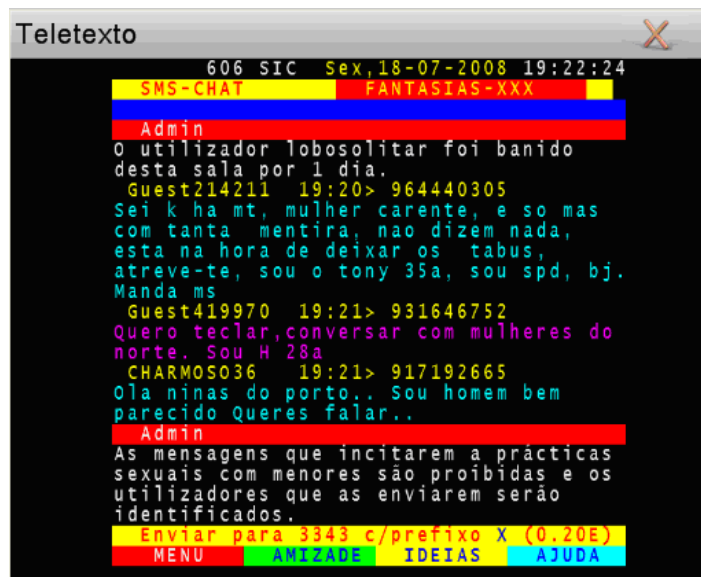 Teletexto
606 SIC Sex,18-07-2008 19:22:24
SMS-CHAT FANTASIAS-XXX
Admin
O utilizador lobosolitar foi banido
desta sala por 1 dia.
Guest214211 19:20> 964440305
Sei k ha mt, mulher carente, e so mas
com tanta mentira, nao dizem nada,
esta na hora de deixar os tabus,
atreve-te, sou o tony 35a, sou spd, bj.
Manda ms
Guest419970 19:21> 931646752
Quero teclar,conversar com mulheres do
norte. Sou H 28a
CHARMOSO36 19:21> 917192665
Ola ninas do porto.. Sou homem bem
parecido Queres falar..
Admin
As mensagens que incitarem a prácticas
sexuais com menores são proibidas e os
utilizadores que as enviarem serão
identificados.
Enviar para 3343 c/prefixo X (0.20E)
MENU AMIZADE IDEIAS AJUDA